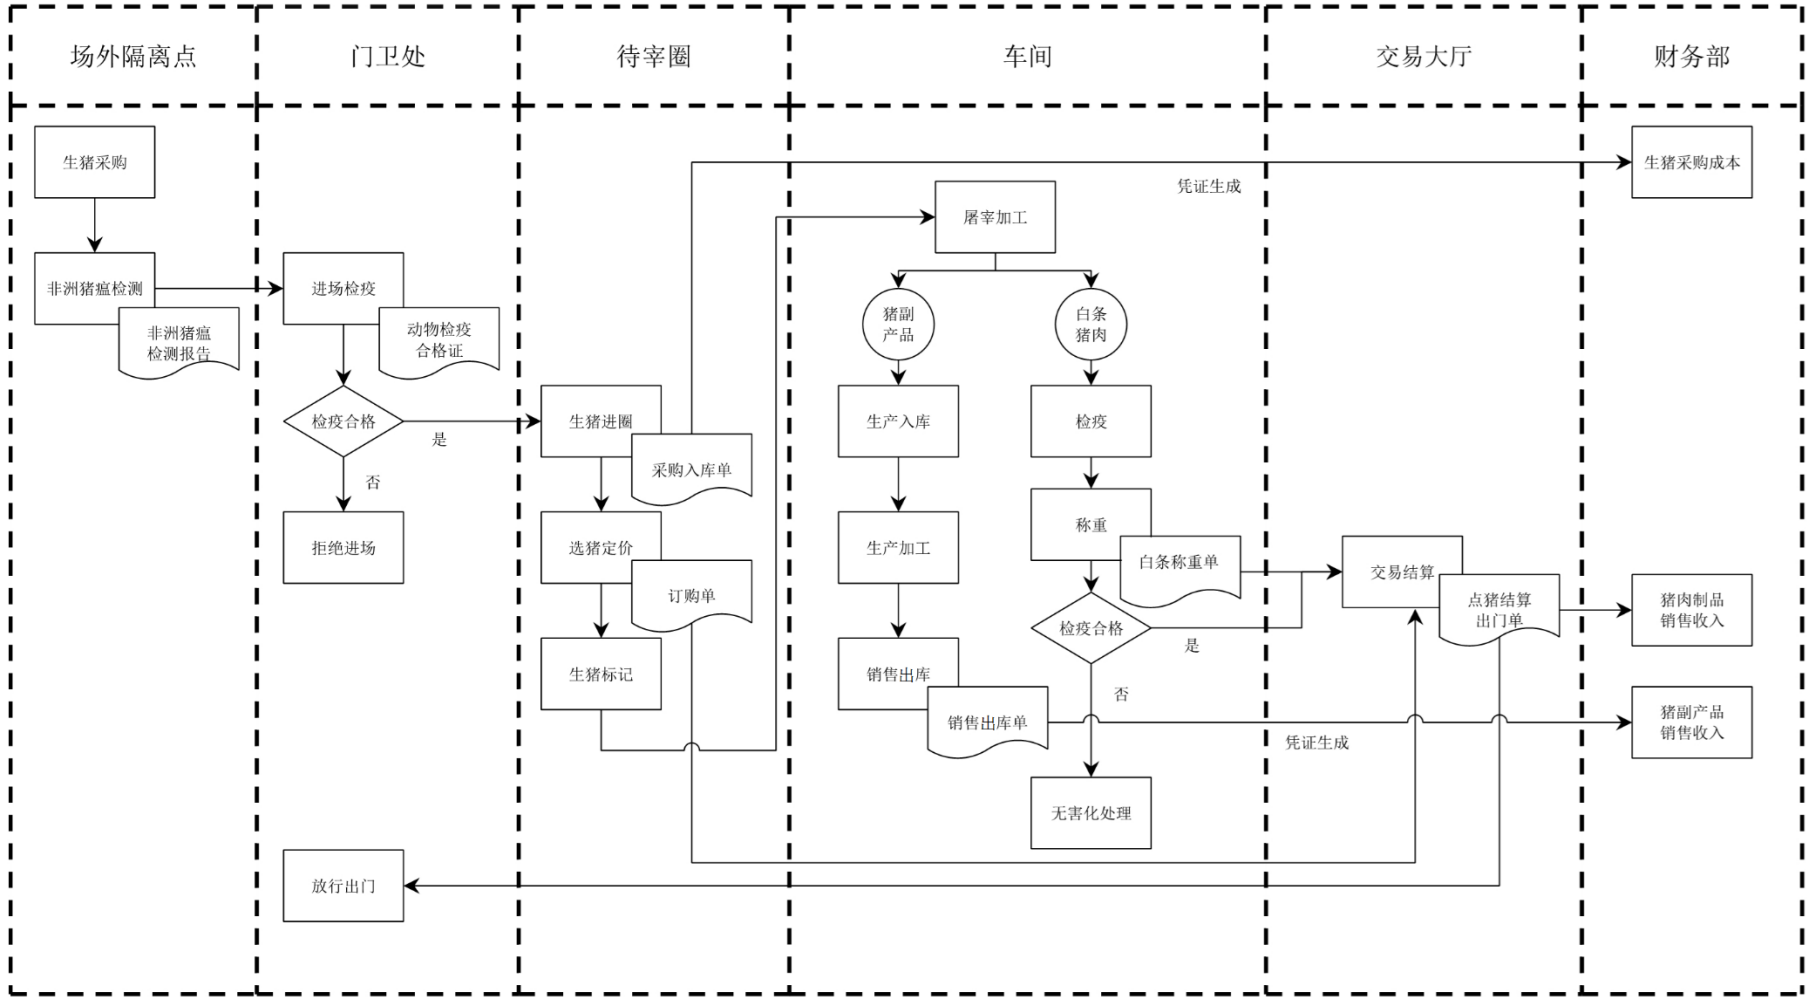 场外隔离点
门卫处
待宰圈
车间
交易大厅
财务部
生猪采购
非洲猪瘟检测
非洲猪瘟
检测报告
进场检疫
动物检疫
合格证
检疫合格
是
否
拒绝进场
放行出门
生猪进圈
采购入库单
选猪定价
订购单
生猪标记
屠宰加工
猪副
产品
白条
猪肉
生产入库
生产加工
销售出库
销售出库单
检疫
称重
白条称重单
检疫合格
是
否
无害化处理
凭证生成
交易结算
点猪结算
出门单
凭证生成
生猪采购成本
猪肉制品
销售收入
猪副产品
销售收入